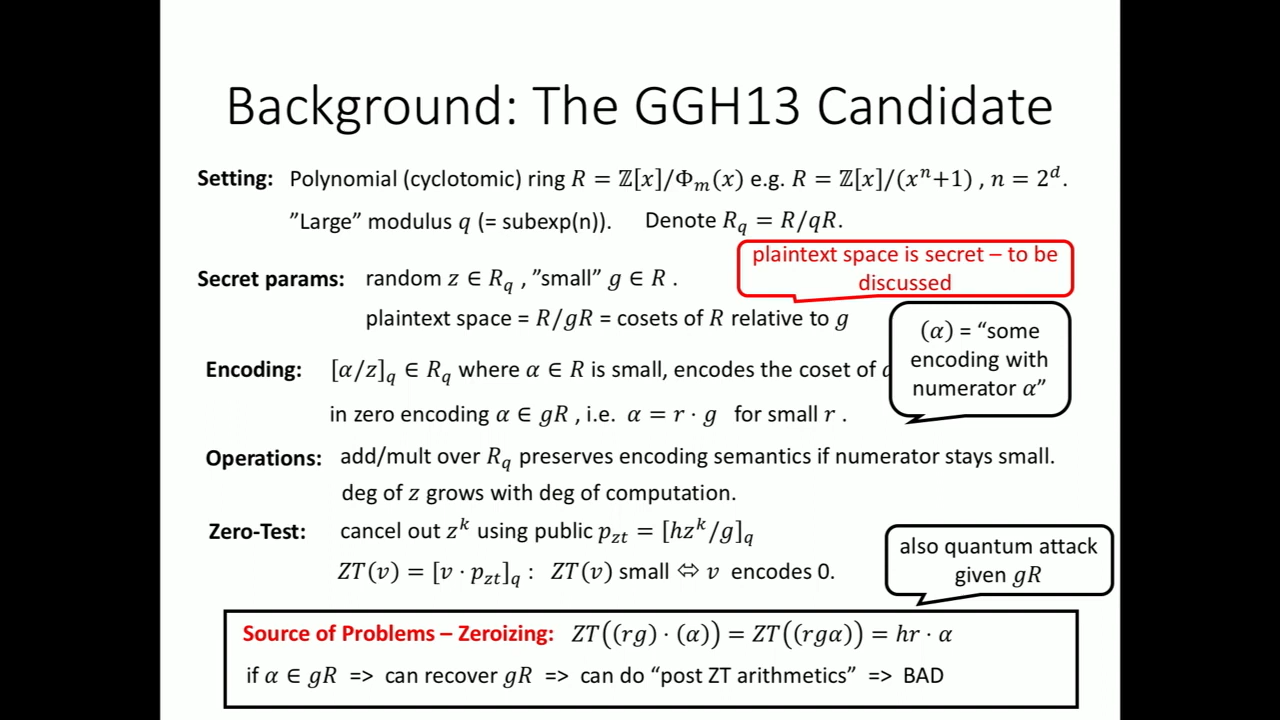 Background: The GGH13 Candidate
Setting: Polynomial (cyclotomic) ring R = ℤ[x]/Φₘ(x) e.g. R = ℤ[x]/(xⁿ+1) , n = 2ᵈ.
”Large” modulus q (= subexp(n)). Denote R_q = R/qR.
plaintext space is secret – to be
discussed
Secret params: random z ∈ R_q , ”small” g ∈ R .
plaintext space = R/gR = cosets of R relative to g
(α) = “some
encoding with
numerator α”
Encoding: [α/z]_q ∈ R_q where α ∈ R is small, encodes the coset of
in zero encoding α ∈ gR , i.e. α = r · g for small r .
Operations: add/mult over R_q preserves encoding semantics if numerator stays small.
deg of z grows with deg of computation.
Zero-Test: cancel out zᵏ using public p_zt = [hzᵏ/g]_q
ZT(v) = [v · p_zt]_q : ZT(v) small ⇔ v encodes 0.
also quantum attack
given gR
Source of Problems – Zeroizing: ZT((rg) · (α)) = ZT((rgα)) = hr · α
if α ∈ gR => can recover gR => can do “post ZT arithmetics” => BAD